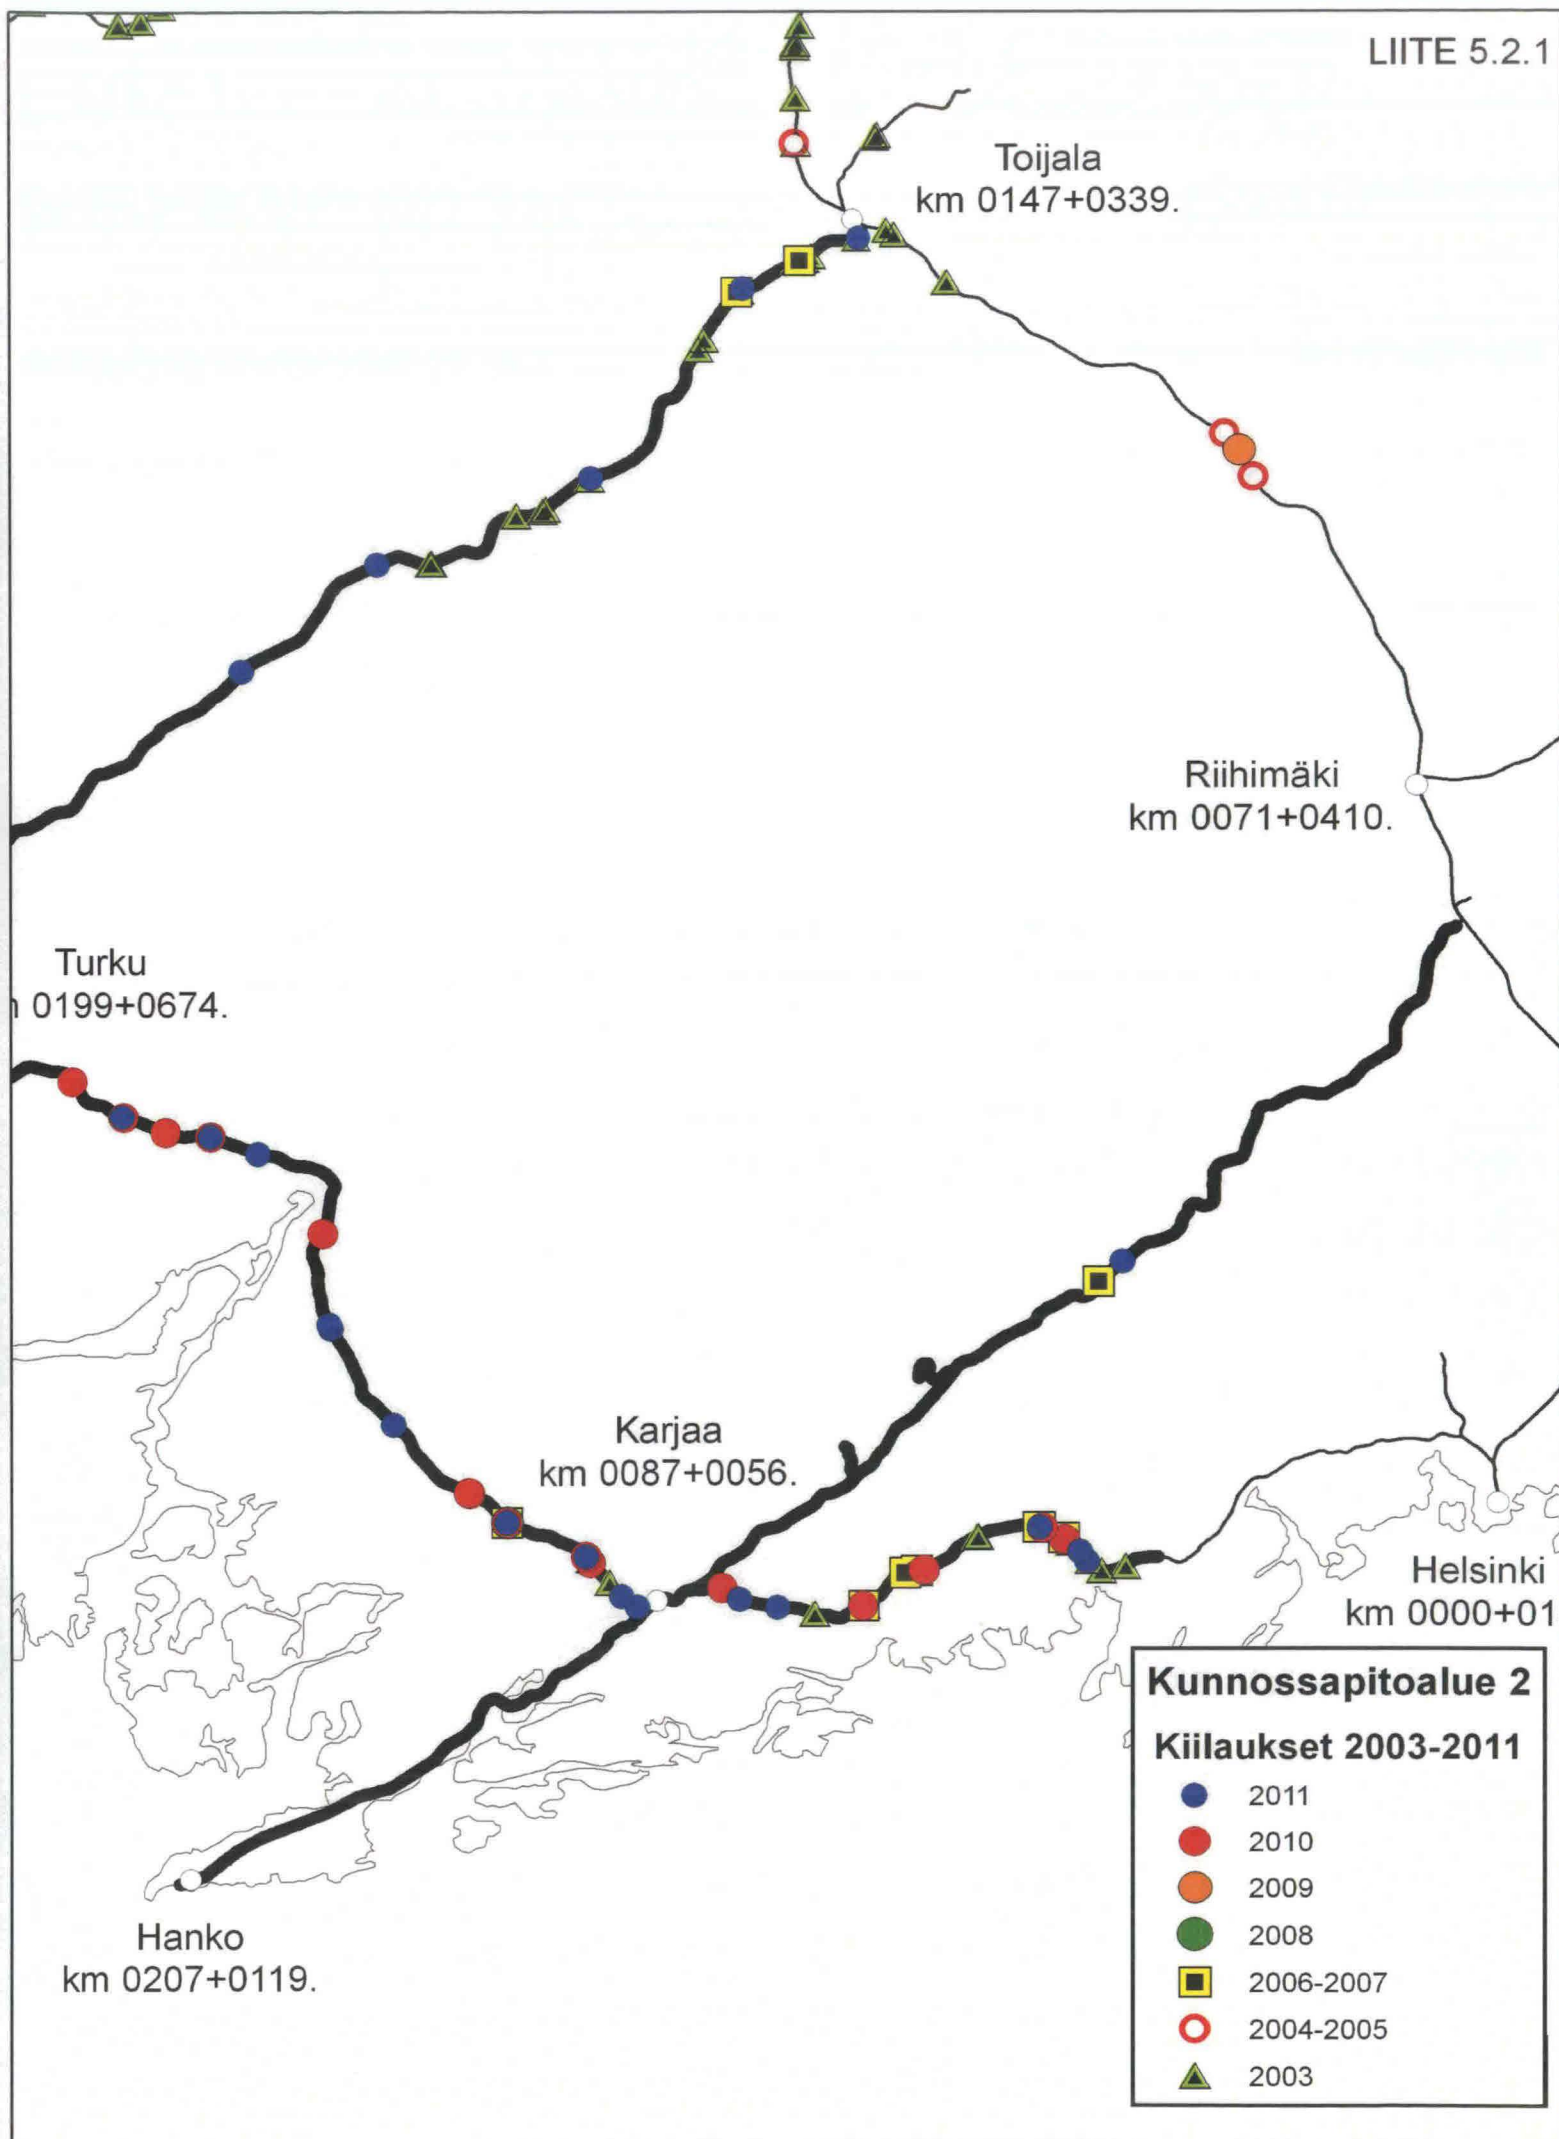 LIITE 5.2.1
Toijala
km 0147+0339.
Riihimäki
km 0071+0410.
Turku
0199+0674.
Karjaa
km 0087+0056.
Helsinki
km 0000+01
Hanko
km 0207+0119.
Kunnossapitoalue 2
Kiilaukset 2003-2011
2011
2010
2009
2008
2006-2007
2004-2005
2003